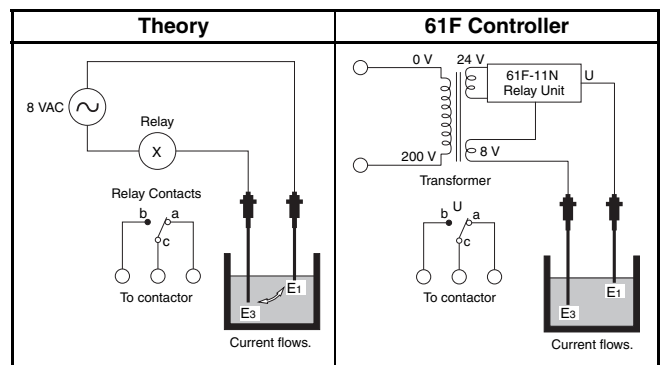 Theory
8 VAC
Relay
X
Relay Contacts
b
a
c
To contactor
E1
E3
Current flows.
61F Controller
0 V
24 V
61F-11N
Relay Unit
U
200 V
8 V
Transformer
U
b
a
c
To contactor
E1
E3
Current flows.